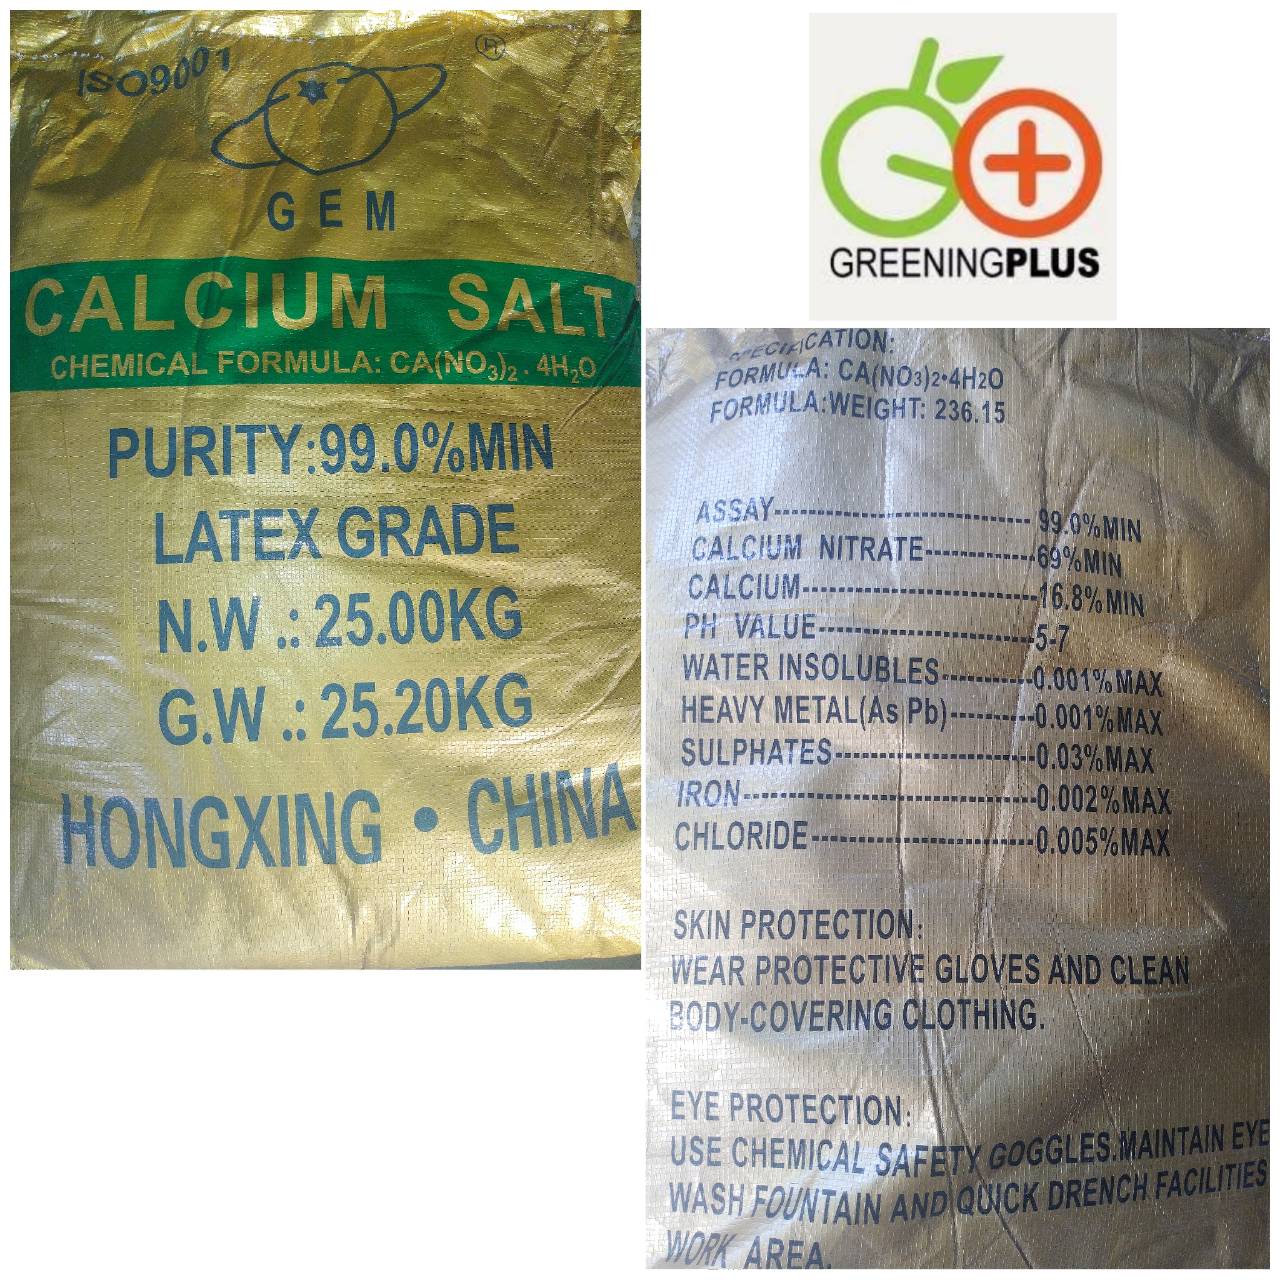 ISO9001
®
GEM
CALCIUM SALT
CHEMICAL FORMULA: CA(NO₃)₂ . 4H₂O
PURITY:99.0%MIN
LATEX GRADE
N.W .: 25.00KG
G.W .: 25.20KG
HONGXING • CHINA
GREENINGPLUS
SPECIFICATION:
FORMULA: CA(NO3)2•4H2O
FORMULA:WEIGHT: 236.15
ASSAY------------------------------ 99.0%MIN
CALCIUM NITRATE-------------69%MIN
CALCIUM---------------------------16.8%MIN
PH VALUE-------------------------5-7
WATER INSOLUBLES-----------0.001%MAX
HEAVY METAL(As Pb)----------0.001%MAX
SULPHATES-----------------------0.03%MAX
IRON----------------------------------0.002%MAX
CHLORIDE--------------------------0.005%MAX
SKIN PROTECTION:
WEAR PROTECTIVE GLOVES AND CLEAN
BODY-COVERING CLOTHING.
EYE PROTECTION:
USE CHEMICAL SAFETY GOGGLES.MAINTAIN EYE
WASH FOUNTAIN AND QUICK DRENCH FACILITIES
WORK AREA.